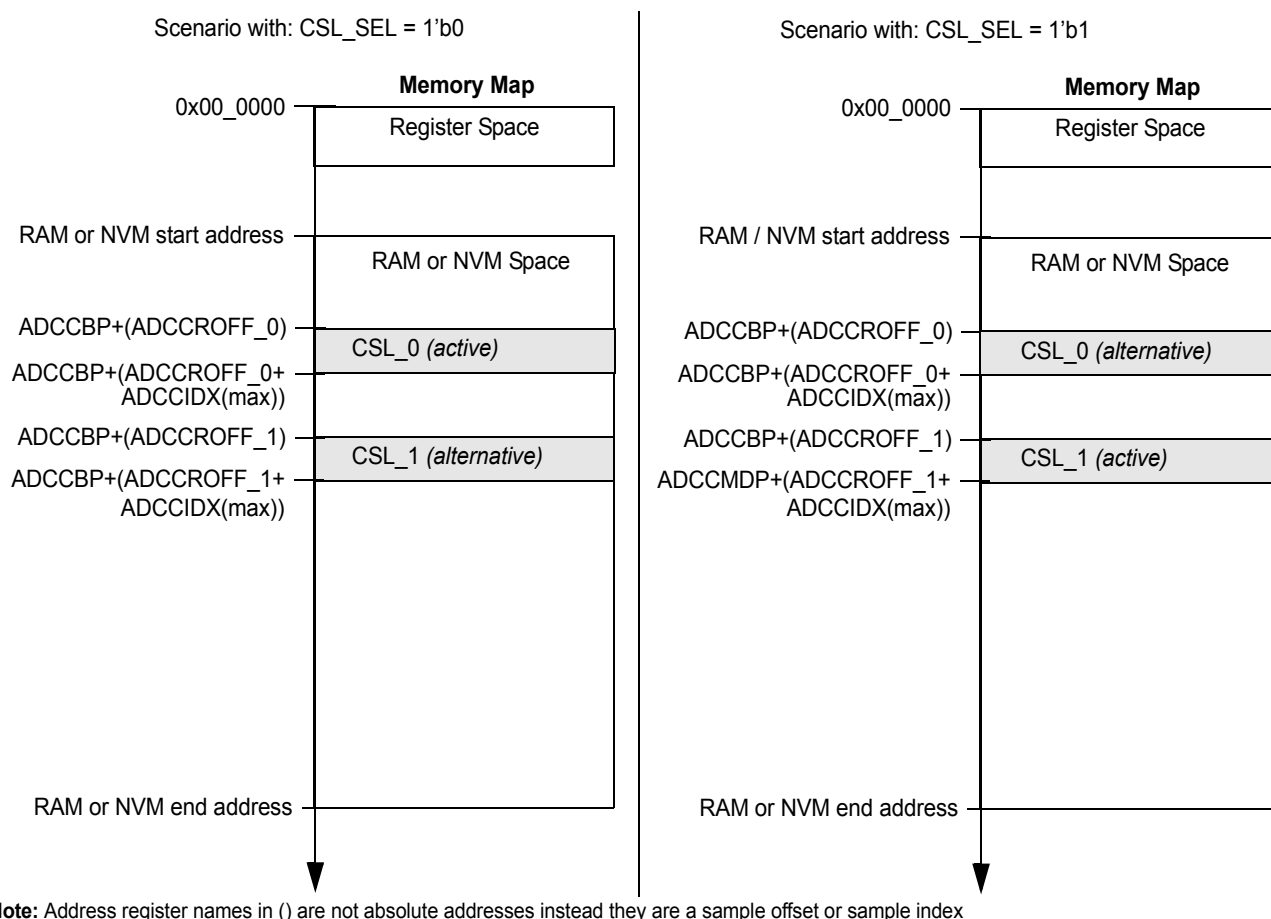 Scenario with: CSL_SEL = 1'b0
Memory Map
0x00_0000
Register Space
RAM or NVM start address
RAM or NVM Space
ADCCBP+(ADCCROFF_0)
CSL_0 (active)
ADCCBP+(ADCCROFF_0+
ADCCIDX(max))
ADCCBP+(ADCCROFF_1)
CSL_1 (alternative)
ADCCBP+(ADCCROFF_1+
ADCCIDX(max))
RAM or NVM end address
Scenario with: CSL_SEL = 1'b1
Memory Map
0x00_0000
Register Space
RAM / NVM start address
RAM or NVM Space
ADCCBP+(ADCCROFF_0)
CSL_0 (alternative)
ADCCBP+(ADCCROFF_0+
ADCCIDX(max))
ADCCBP+(ADCCROFF_1)
CSL_1 (active)
ADCCMDP+(ADCCROFF_1+
ADCCIDX(max))
RAM or NVM end address
Note: Address register names in () are not absolute addresses instead they are a sample offset or sample index